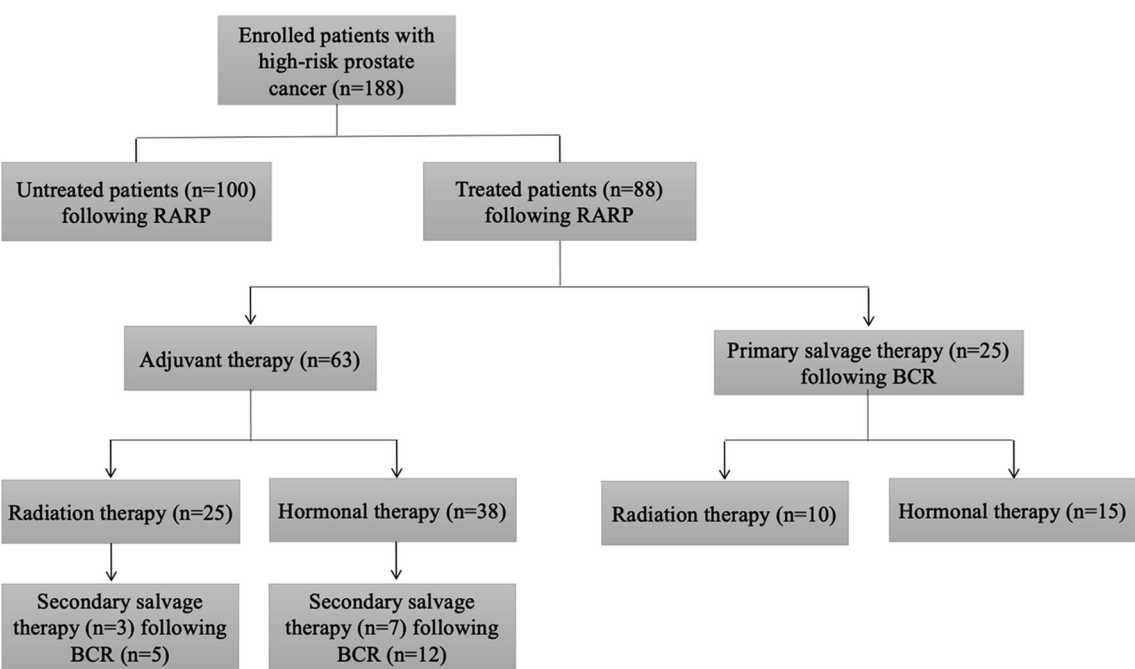 Enrolled patients with
high-risk prostate
cancer (n=188)
Untreated patients (n=100)
following RARP
Treated patients (n=88)
following RARP
Adjuvant therapy (n=63)
Primary salvage therapy (n=25)
following BCR
Radiation therapy (n=25)
Hormonal therapy (n=38)
Radiation therapy (n=10)
Hormonal therapy (n=15)
Secondary salvage
therapy (n=3) following
BCR (n=5)
Secondary salvage
therapy (n=7) following
BCR (n=12)